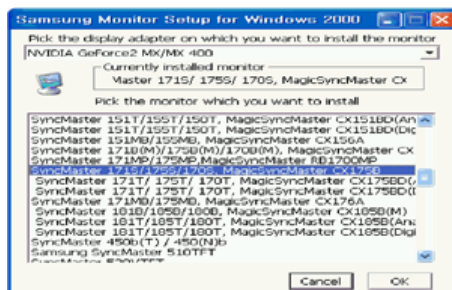 Samsung Monitor Setup for Windows 2000
Pick the display adapter on which you want to install the monitor
NVIDIA GeForce2 MX/MX 400
Currently installed monitor
Master 171S/ 175S/ 170S, MagicSyncMaster CX
Pick the monitor which you want to install
SyncMaster 151T/155T/150T, MagicSyncMaster CX151BD(Ana
SyncMaster 151T/155T/150T, MagicSyncMaster CX151BD(Dig
SyncMaster 151MB/155MB, MagicSyncMaster CX156A
SyncMaster 171B(M)/175B(M)/170B(M), MagicSyncMaster CX
SyncMaster 171MP/175MP,MagicSyncMaster RB1700MP
SyncMaster 171S/175S/170S, MagicSyncMaster CX175B
SyncMaster 171T/ 175T/ 170T, MagicSyncMaster CX175BD(
SyncMaster 171T/ 175T/ 170T, MagicSyncMaster CX175BD(
SyncMaster 171MB/175MB, MagicSyncMaster CX176A
SyncMaster 181B/185B/180B, MagicSyncMaster CX185B(M)
SyncMaster 181T/185T/180T, MagicSyncMaster CX185B(Ana
SyncMaster 181T/185T/180T, MagicSyncMaster CX185B(Digi
SyncMaster 450b(T) / 450(N)b
Samsung SyncMaster 510TFT
Cancel
OK